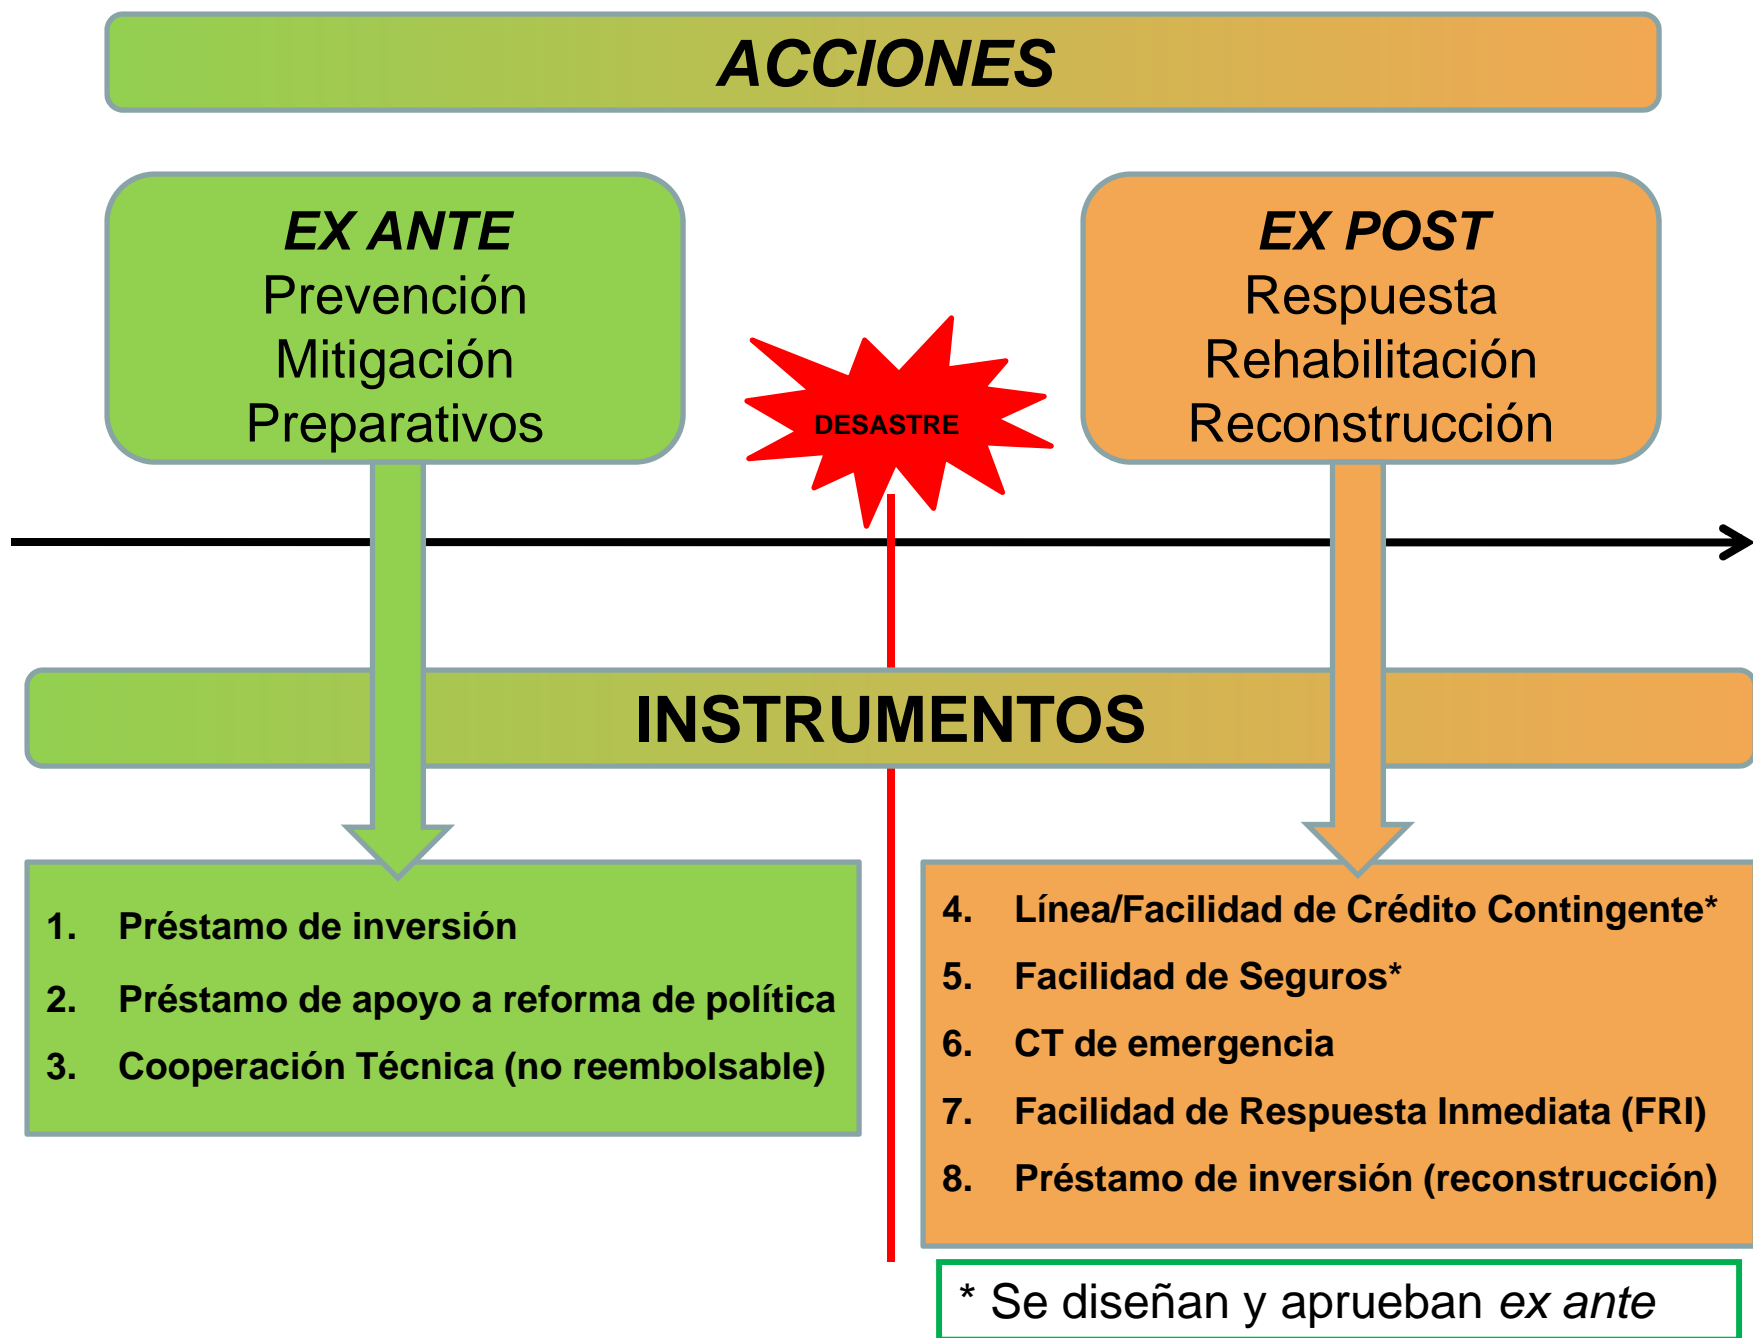 ACCIONES
EX ANTE
Prevención
Mitigación
Preparativos
DESASTRE
EX POST
Respuesta
Rehabilitación
Reconstrucción
INSTRUMENTOS
1. Préstamo de inversión
2. Préstamo de apoyo a reforma de política
3. Cooperación Técnica (no reembolsable)
4. Línea/Facilidad de Crédito Contingente*
5. Facilidad de Seguros*
6. CT de emergencia
7. Facilidad de Respuesta Inmediata (FRI)
8. Préstamo de inversión (reconstrucción)
* Se diseñan y aprueban ex ante